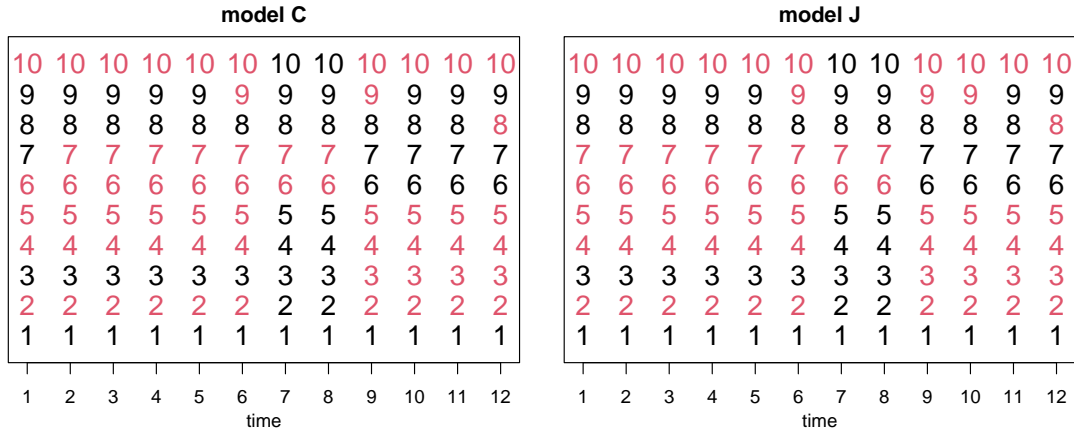 model C
10 10 10 10 10 10 10 10 10 10 10 10
9 9 9 9 9 9 9 9 9 9 9 9
8 8 8 8 8 8 8 8 8 8 8 8
7 7 7 7 7 7 7 7 7 7 7 7
6 6 6 6 6 6 6 6 6 6 6 6
5 5 5 5 5 5 5 5 5 5 5 5
4 4 4 4 4 4 4 4 4 4 4 4
3 3 3 3 3 3 3 3 3 3 3 3
2 2 2 2 2 2 2 2 2 2 2 2
1 1 1 1 1 1 1 1 1 1 1 1
1 2 3 4 5 6 7 8 9 10 11 12
time
model J
10 10 10 10 10 10 10 10 10 10 10 10
9 9 9 9 9 9 9 9 9 9 9 9
8 8 8 8 8 8 8 8 8 8 8 8
7 7 7 7 7 7 7 7 7 7 7 7
6 6 6 6 6 6 6 6 6 6 6 6
5 5 5 5 5 5 5 5 5 5 5 5
4 4 4 4 4 4 4 4 4 4 4 4
3 3 3 3 3 3 3 3 3 3 3 3
2 2 2 2 2 2 2 2 2 2 2 2
1 1 1 1 1 1 1 1 1 1 1 1
1 2 3 4 5 6 7 8 9 10 11 12
time